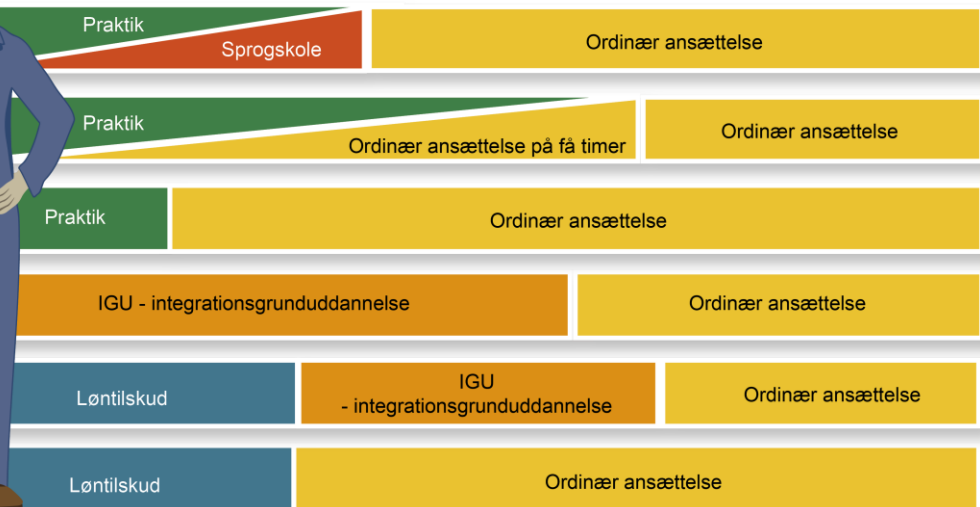 Praktik
Sprogskole
Ordinær ansættelse
Praktik
Ordinær ansættelse på få timer
Ordinær ansættelse
Praktik
Ordinær ansættelse
IGU - integrationsgrunduddannelse
Ordinær ansættelse
Løntilskud
IGU
- integrationsgrunduddannelse
Ordinær ansættelse
Løntilskud
Ordinær ansættelse